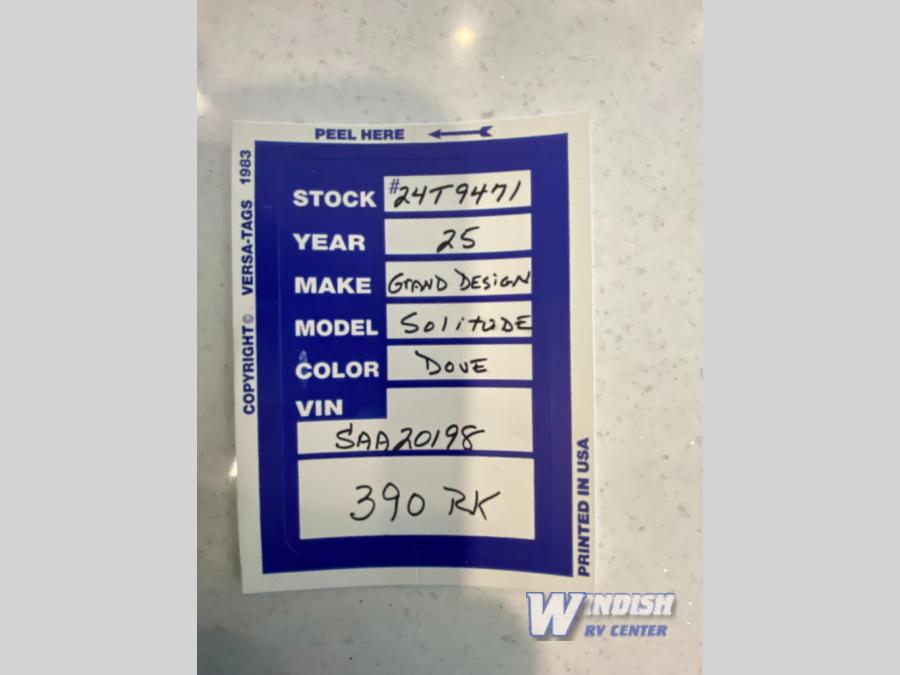 PEEL HERE
COPYRIGHT© VERSA-TAGS 1983
STOCK #24T9471
YEAR 25
MAKE GRAND DESIGN
MODEL SOLITUDE
COLOR DOVE
VIN
SAA20198
390 RK
PRINTED IN USA
WINDISH
RV CENTER